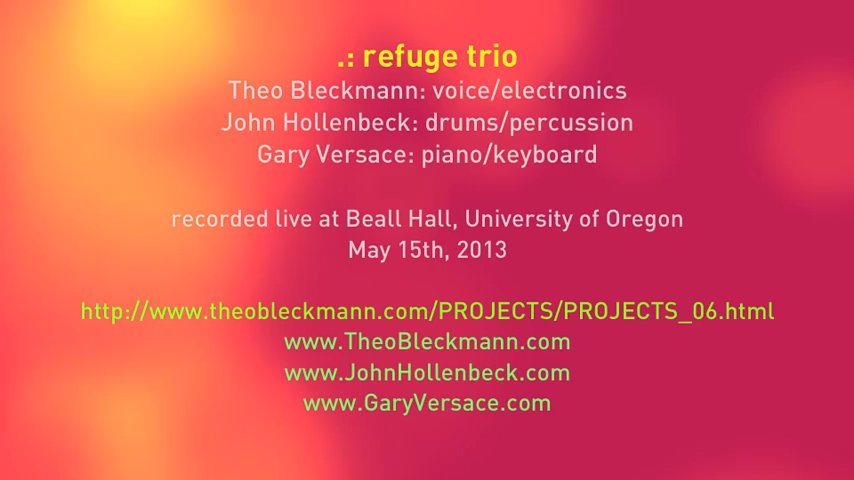 .: refuge trio
Theo Bleckmann: voice/electronics
John Hollenbeck: drums/percussion
Gary Versace: piano/keyboard
recorded live at Beall Hall, University of Oregon
May 15th, 2013
http://www.theobleckmann.com/PROJECTS/PROJECTS_06.html
www.TheoBleckmann.com
www.JohnHollenbeck.com
www.GaryVersace.com